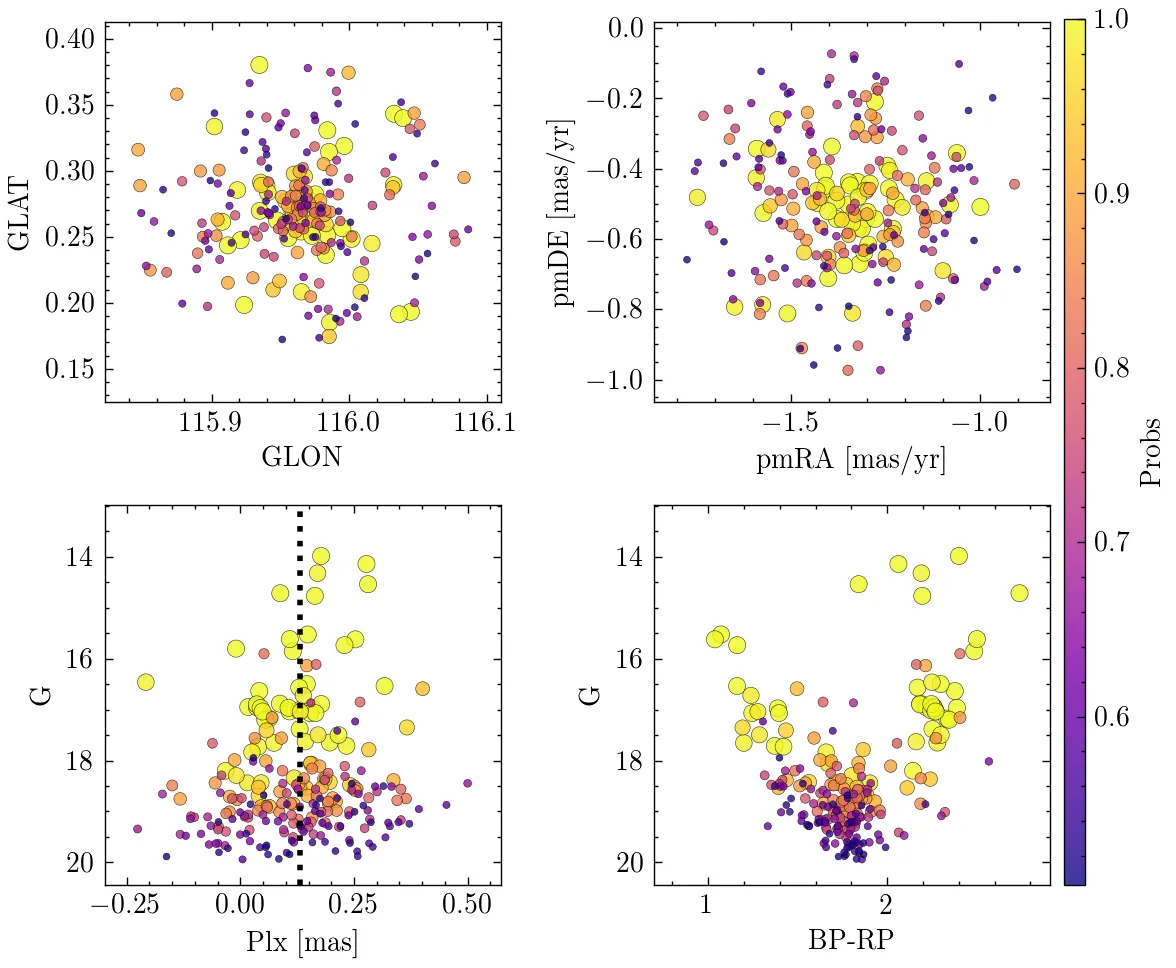 0.40
0.35
0.30
0.25
0.20
0.15
GLAT
115.9 116.0 116.1
GLON
0.0
−0.2
−0.4
−0.6
−0.8
−1.0
pmDE [mas/yr]
−1.5 −1.0
pmRA [mas/yr]
14
16
18
20
G
−0.25 0.00 0.25 0.50
Plx [mas]
14
16
18
20
G
1 2
BP-RP
1.0
0.9
0.8
0.7
0.6
Probs